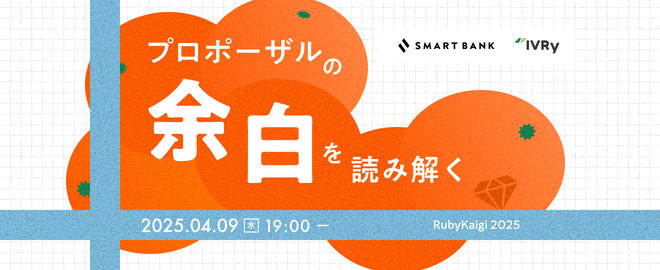 プロポーザルの
余白を読み解く
SMART BANK
IVRy
2025.04.09 水 19:00 —
RubyKaigi 2025